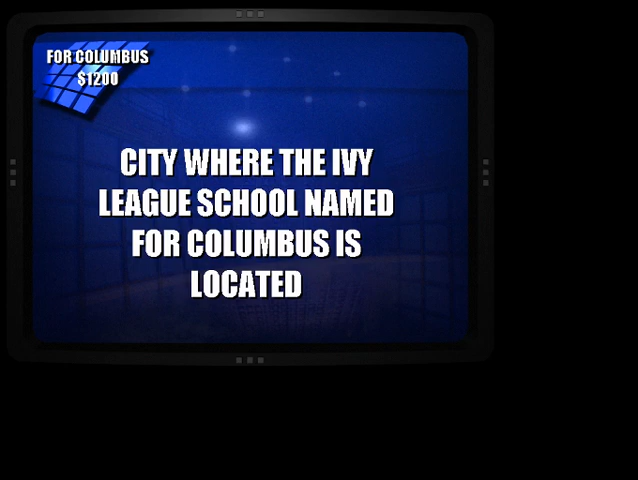 FOR COLUMBUS
$1200
CITY WHERE THE IVY
LEAGUE SCHOOL NAMED
FOR COLUMBUS IS
LOCATED